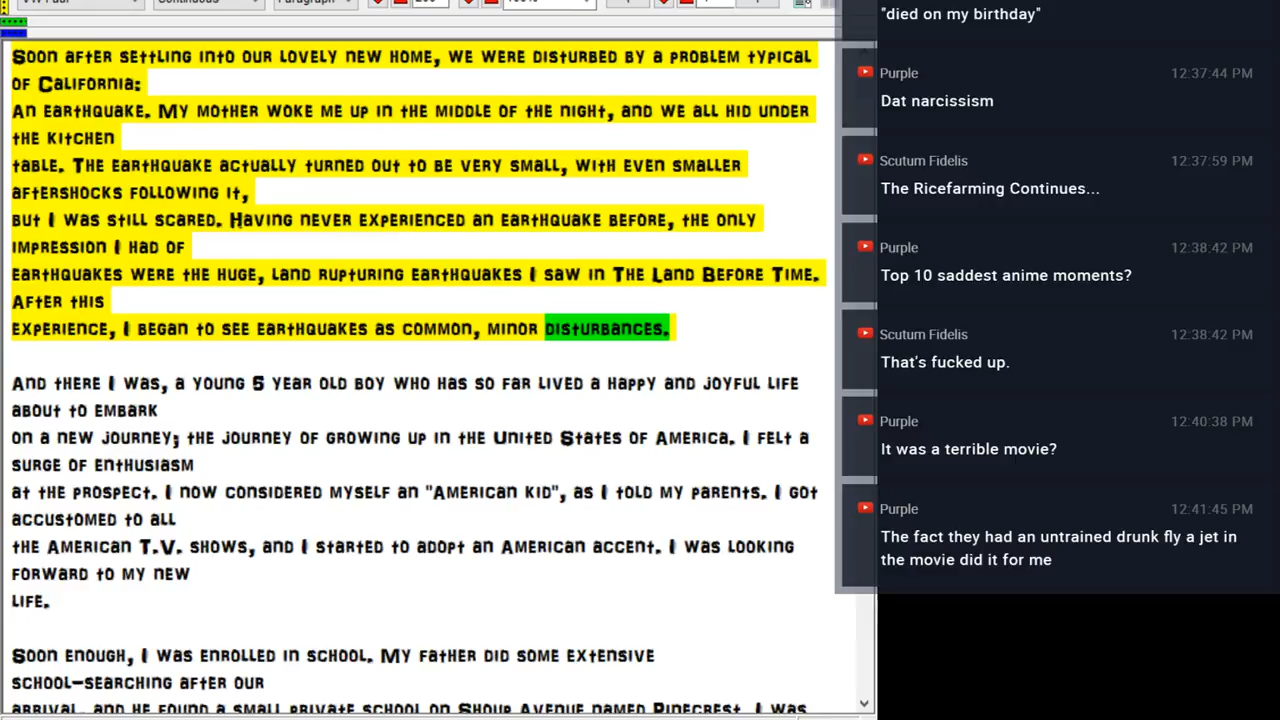 Soon after settling into our lovely new home, we were disturbed by a problem typical
of California:
An earthquake. My mother woke me up in the middle of the night, and we all hid under
the kitchen
table. The earthquake actually turned out to be very small, with even smaller
aftershocks following it,
but I was still scared. Having never experienced an earthquake before, the only
impression I had of
earthquakes were the huge, land rupturing earthquakes I saw in The Land Before Time.
After this
experience, I began to see earthquakes as common, minor disturbances.
And there I was, a young 5 year old boy who has so far lived a happy and joyful life
about to embark
on a new journey; the journey of growing up in the United States of America. I felt a
surge of enthusiasm
at the prospect. I now considered myself an "American kid", as I told my parents. I got
accustomed to all
the American T.V. shows, and I started to adopt an American accent. I was looking
forward to my new
life.
Soon enough, I was enrolled in school. My father did some extensive
school-searching after our
arrival, and he found a small private school on Shoup Avenue named Pinecrest. I was
"died on my birthday"
Purple 12:37:44 PM
Dat narcissism
Scutum Fidelis 12:37:59 PM
The Ricefarming Continues...
Purple 12:38:42 PM
Top 10 saddest anime moments?
Scutum Fidelis 12:38:42 PM
That's fucked up.
Purple 12:40:38 PM
It was a terrible movie?
Purple 12:41:45 PM
The fact they had an untrained drunk fly a jet in
the movie did it for me